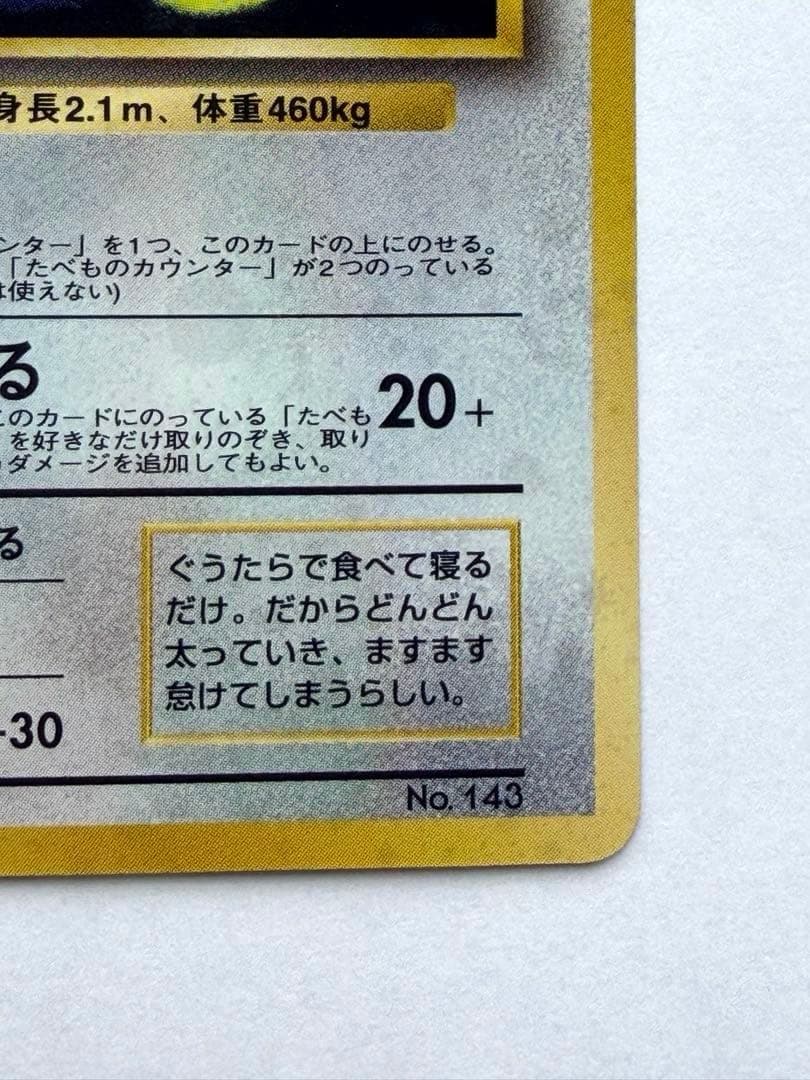 身長2.1m、体重460kg
ンター」を1つ、このカードの上にのせる。
「たべものカウンター」が2つのっている
は使えない)
る
このカードにのっている「たべも
20+
を好きなだけ取りのぞき、取り
ダメージを追加してもよい。
る
ぐうたらで食べて寝る
だけ。だからどんどん
太っていき、ますます
怠けてしまうらしい。
-30
No. 143